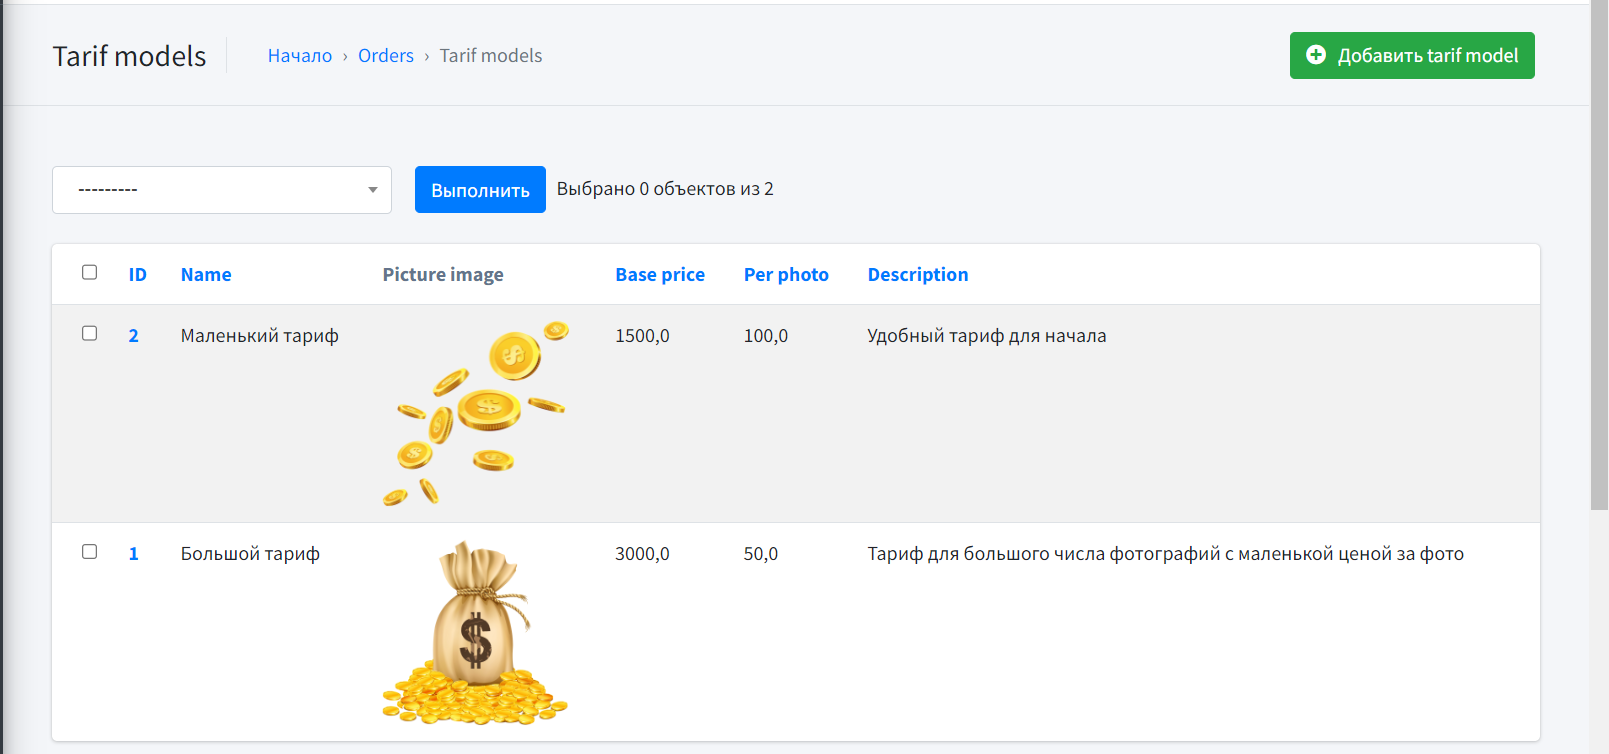 Tarif models
Начало › Orders › Tarif models
Добавить tarif model
---------
Выполнить
Выбрано 0 объектов из 2
ID Name Picture image Base price Per photo Description
2 Маленький тариф 1500,0 100,0 Удобный тариф для начала
1 Большой тариф 3000,0 50,0 Тариф для большого числа фотографий с маленькой ценой за фото
$